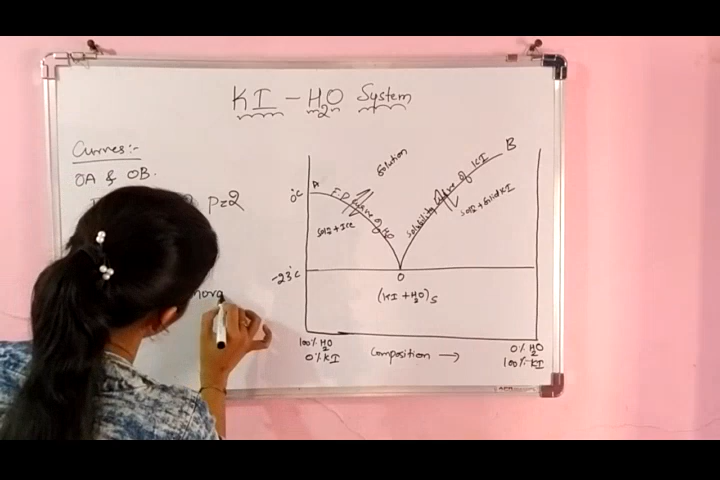 KI - H2O System
Curves:-
OA & OB.
P=2
Solution
A
F.P curve of H2O
0°C
Soln + Ice
B
Solubility curve of KI
Soln + Solid KI
-23°C
O
(KI + H2O)s
100% H2O
0% KI
Composition →
0% H2O
100% KI